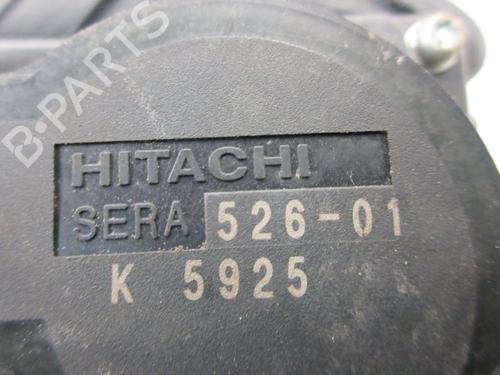 B-PARTS
HITACHI
SERA 526-01
K 5925